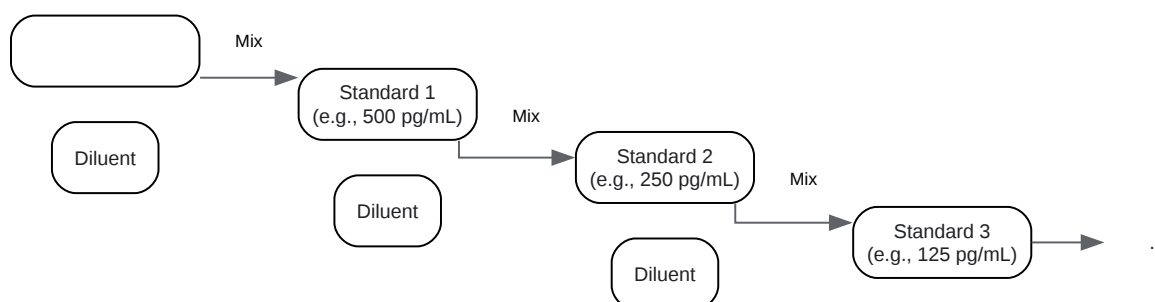 Mix
Standard 1
(e.g., 500 pg/mL)
Mix
Diluent
Standard 2
(e.g., 250 pg/mL)
Mix
Diluent
Standard 3
(e.g., 125 pg/mL)
.
Diluent